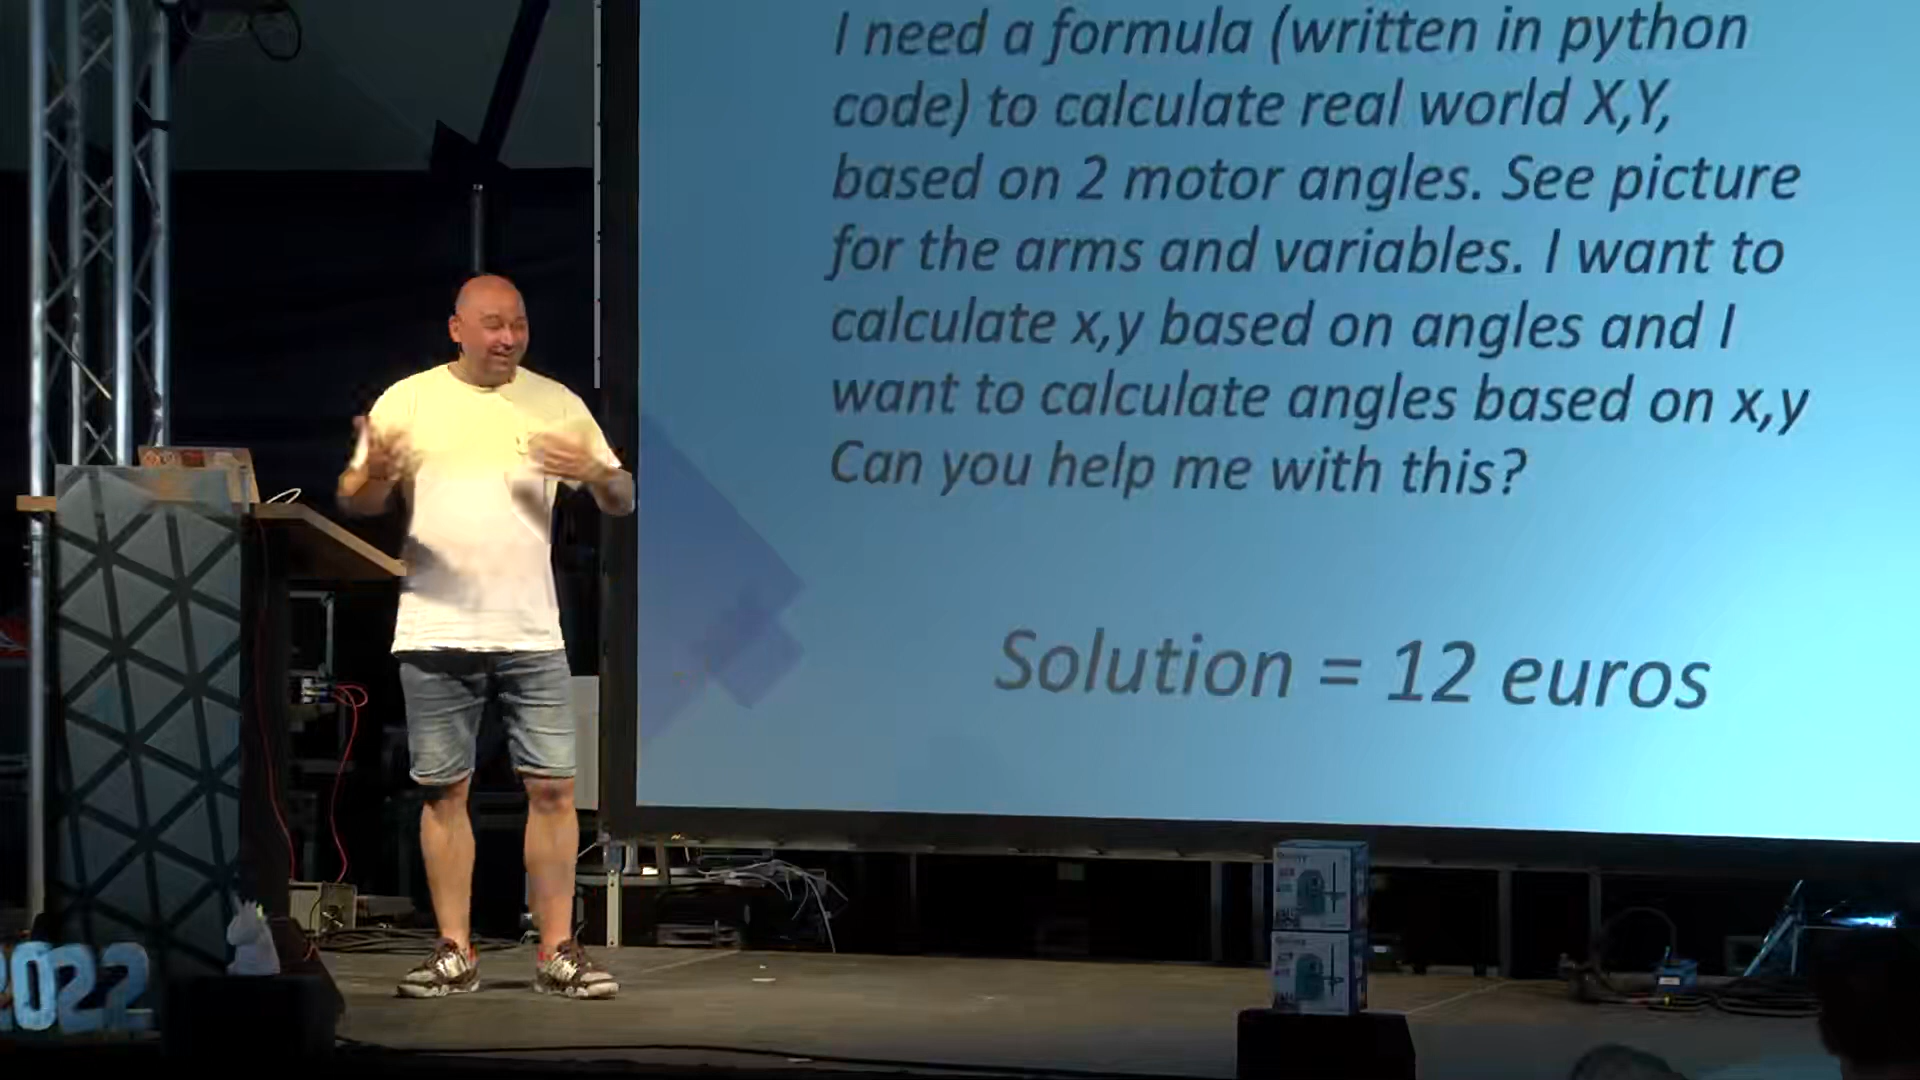 I need a formula (written in python
code) to calculate real world X,Y,
based on 2 motor angles. See picture
for the arms and variables. I want to
calculate x,y based on angles and I
want to calculate angles based on x,y
Can you help me with this?
Solution = 12 euros
2022